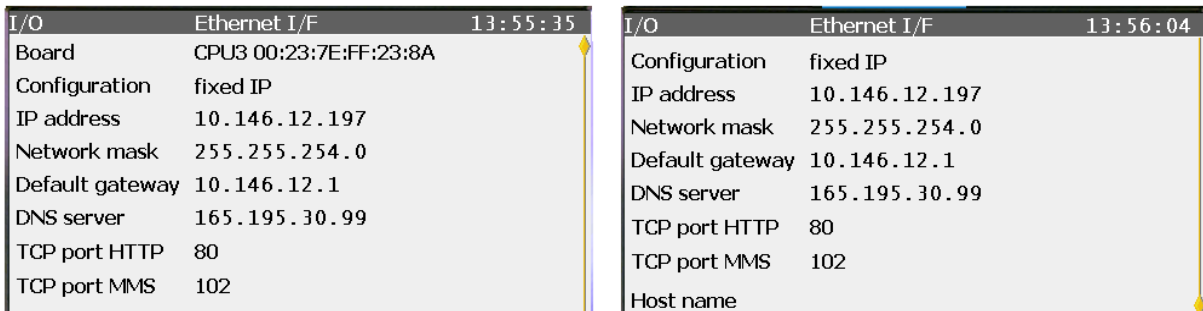 I/O Ethernet I/F 13:55:35
Board CPU3 00:23:7E:FF:23:8A
Configuration fixed IP
IP address 10.146.12.197
Network mask 255.255.254.0
Default gateway 10.146.12.1
DNS server 165.195.30.99
TCP port HTTP 80
TCP port MMS 102
I/O Ethernet I/F 13:56:04
Configuration fixed IP
IP address 10.146.12.197
Network mask 255.255.254.0
Default gateway 10.146.12.1
DNS server 165.195.30.99
TCP port HTTP 80
TCP port MMS 102
Host name